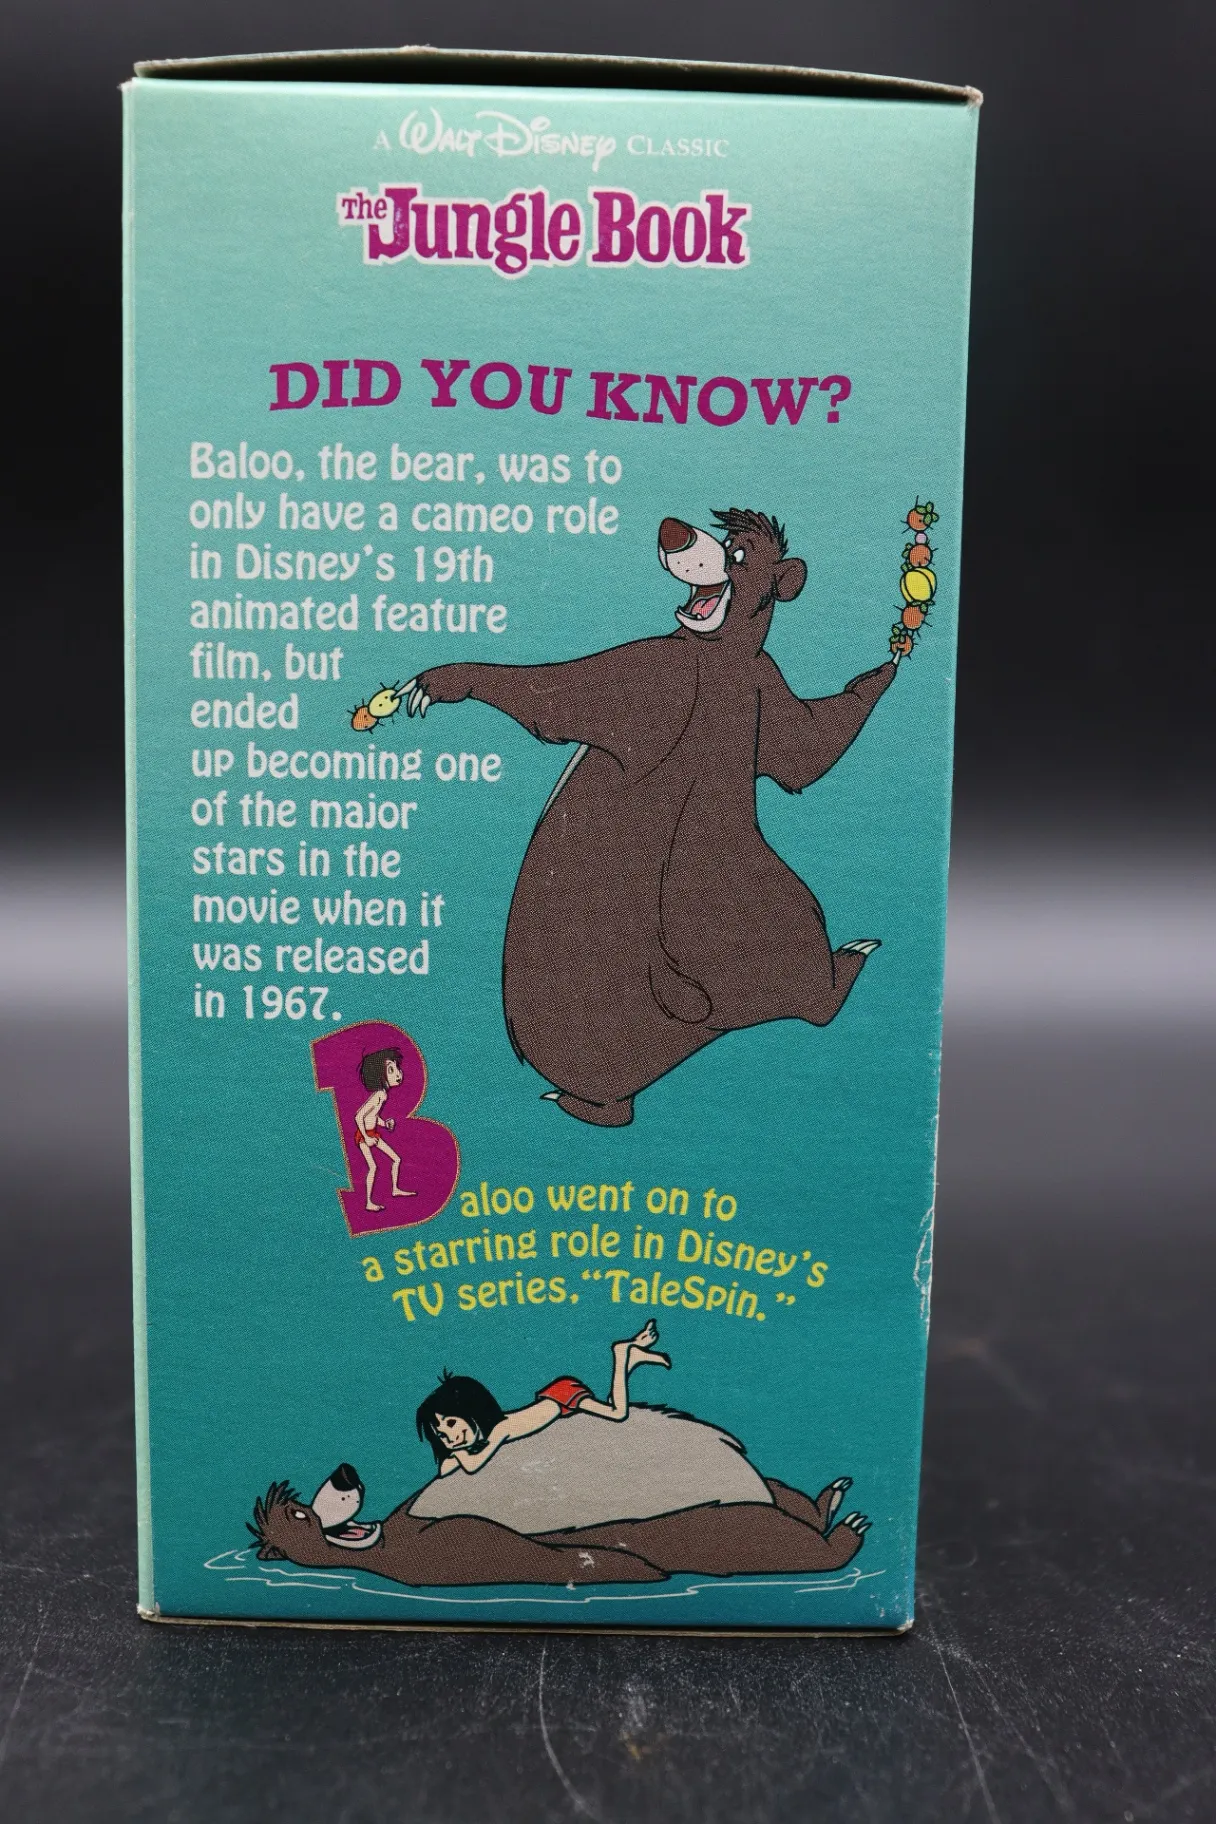 A Walt Disney CLASSIC
The Jungle Book
DID YOU KNOW?
Baloo, the bear, was to
only have a cameo role
in Disney's 19th
animated feature
film, but
ended
up becoming one
of the major
stars in the
movie when it
was released
in 1967.
Baloo went on to
a starring role in Disney's
TV series, “TaleSpin.”